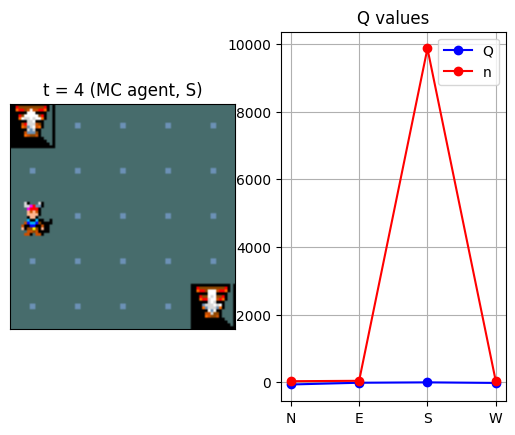 t = 4 (MC agent, S)
Q values
Q
n
10000
8000
6000
4000
2000
0
N E S W